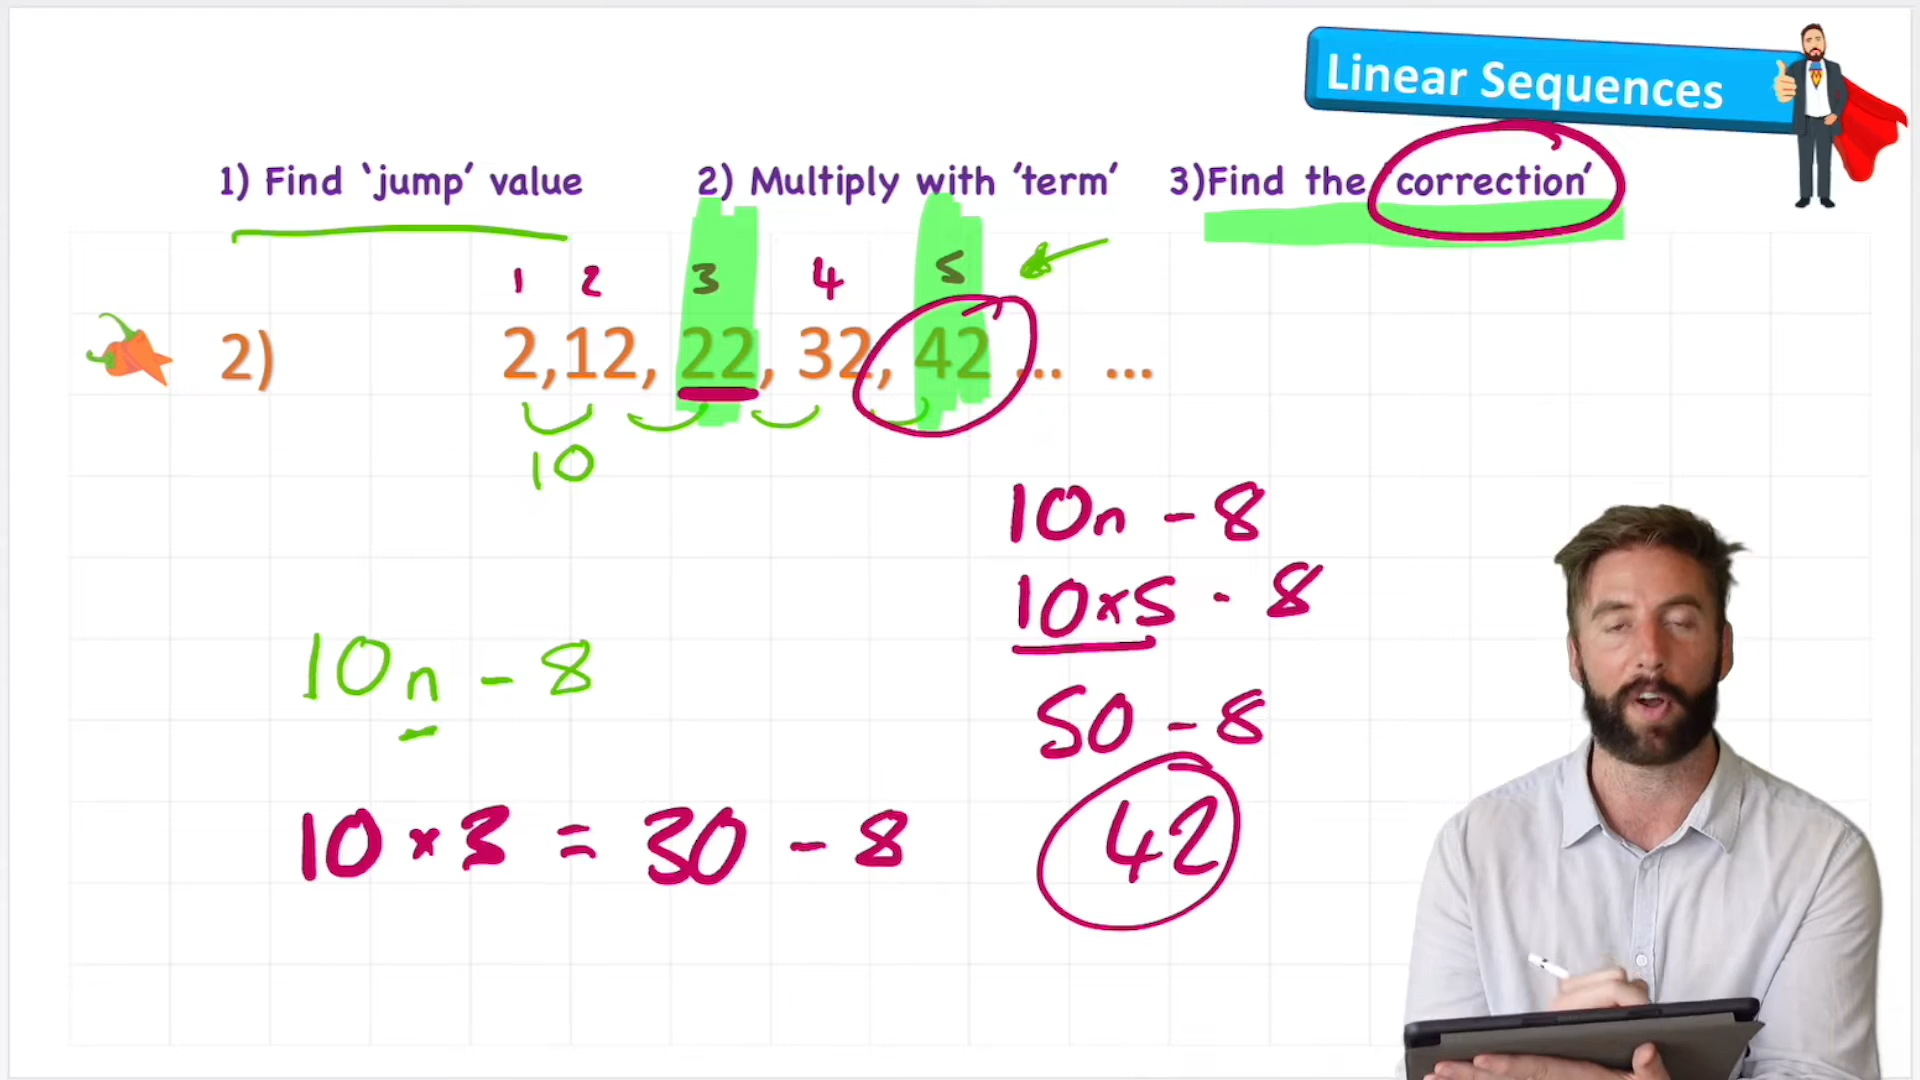 Linear Sequences
1) Find ‘jump’ value 2) Multiply with ’term’ 3)Find the ‘correction’
1 2 3 4 5
2) 2,12, 22, 32, 42 ... ...
10
10n - 8
10×5 - 8
10n - 8
50 - 8
10 × 3 = 30 - 8
42